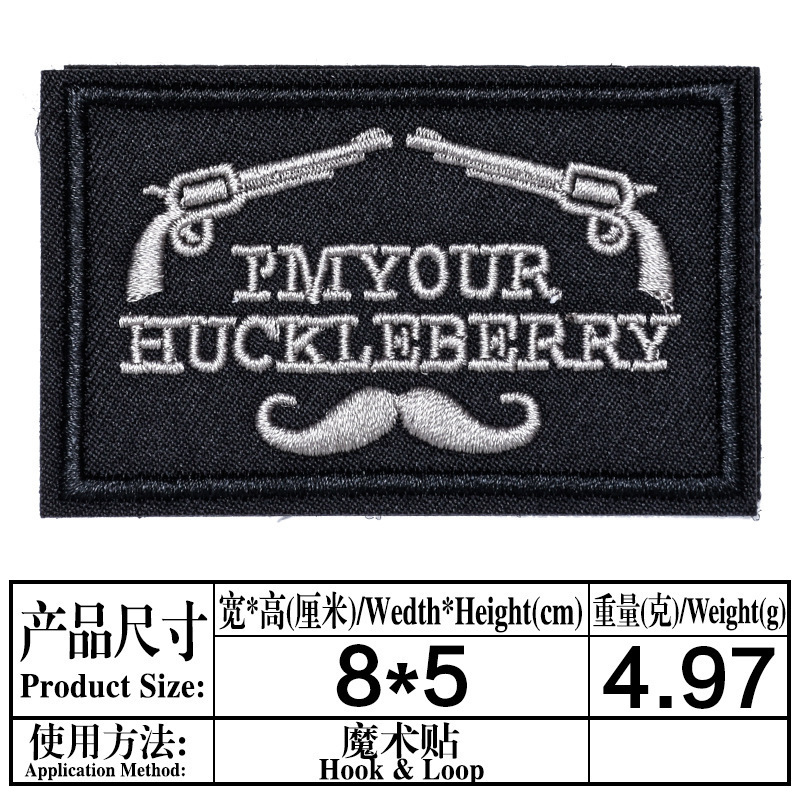 I'M YOUR
HUCKLEBERRY
产品尺寸
Product Size:
宽*高(厘米)/Wedth*Height(cm)
重量(克)/Weight(g)
8*5
4.97
使用方法:
Application Method:
魔术贴
Hook & Loop